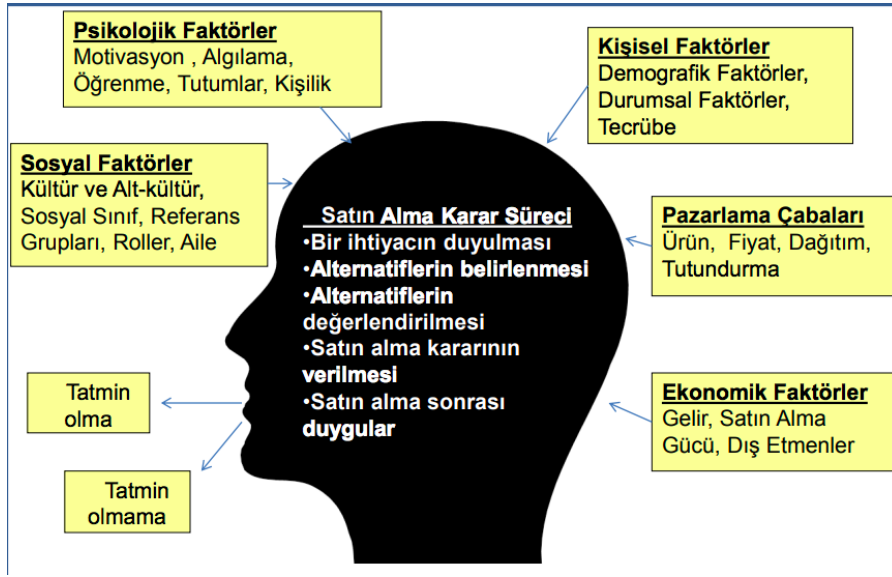 Psikolojik Faktörler
Motivasyon , Algılama,
Öğrenme, Tutumlar, Kişilik
Kişisel Faktörler
Demografik Faktörler,
Durumsal Faktörler,
Tecrübe
Sosyal Faktörler
Kültür ve Alt-kültür,
Sosyal Sınıf, Referans
Grupları, Roller, Aile
Satın Alma Karar Süreci
•Bir ihtiyacın duyulması
•Alternatiflerin belirlenmesi
•Alternatiflerin
değerlendirilmesi
•Satın alma kararının
verilmesi
•Satın alma sonrası
duygular
Pazarlama Çabaları
Ürün, Fiyat, Dağıtım,
Tutundurma
Ekonomik Faktörler
Gelir, Satın Alma
Gücü, Dış Etmenler
Tatmin
olma
Tatmin
olmama